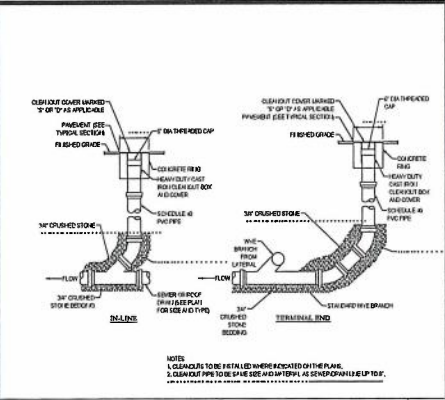 CLEANOUT COVER MARKED
"S" OR "D" AS APPLICABLE
PAVEMENT (SEE
TYPICAL SECTION)
FINISHED GRADE
6" DIA THREADED CAP
CONCRETE RING
HEAVY DUTY CAST
IRON CLEANOUT BOX
AND COVER
SCHEDULE 40
PVC PIPE
3/4" CRUSHED STONE
FLOW
3/4" CRUSHED
STONE BEDDING
SEWER OR ROOF
DRAIN (SEE PLAN
FOR SIZE AND TYPE)
IN-LINE
CLEANOUT COVER MARKED
"S" OR "D" AS APPLICABLE
PAVEMENT (SEE TYPICAL SECTION)
FINISHED GRADE
6" DIA THREADED
CAP
CONCRETE
RING
HEAVY DUTY
CAST IRON
CLEANOUT BOX
AND COVER
SCHEDULE 40
PVC PIPE
3/4" CRUSHED STONE
WYE
BRANCH
FROM
LATERAL
FLOW
3/4"
CRUSHED
STONE
BEDDING
STANDARD WYE BRANCH
TERMINAL END
NOTES
1. CLEANOUTS TO BE INSTALLED WHERE INDICATED ON THE PLANS.
2. CLEANOUT PIPE TO BE SAME SIZE AND MATERIAL AS SEWER/DRAIN LINE UP TO 8".